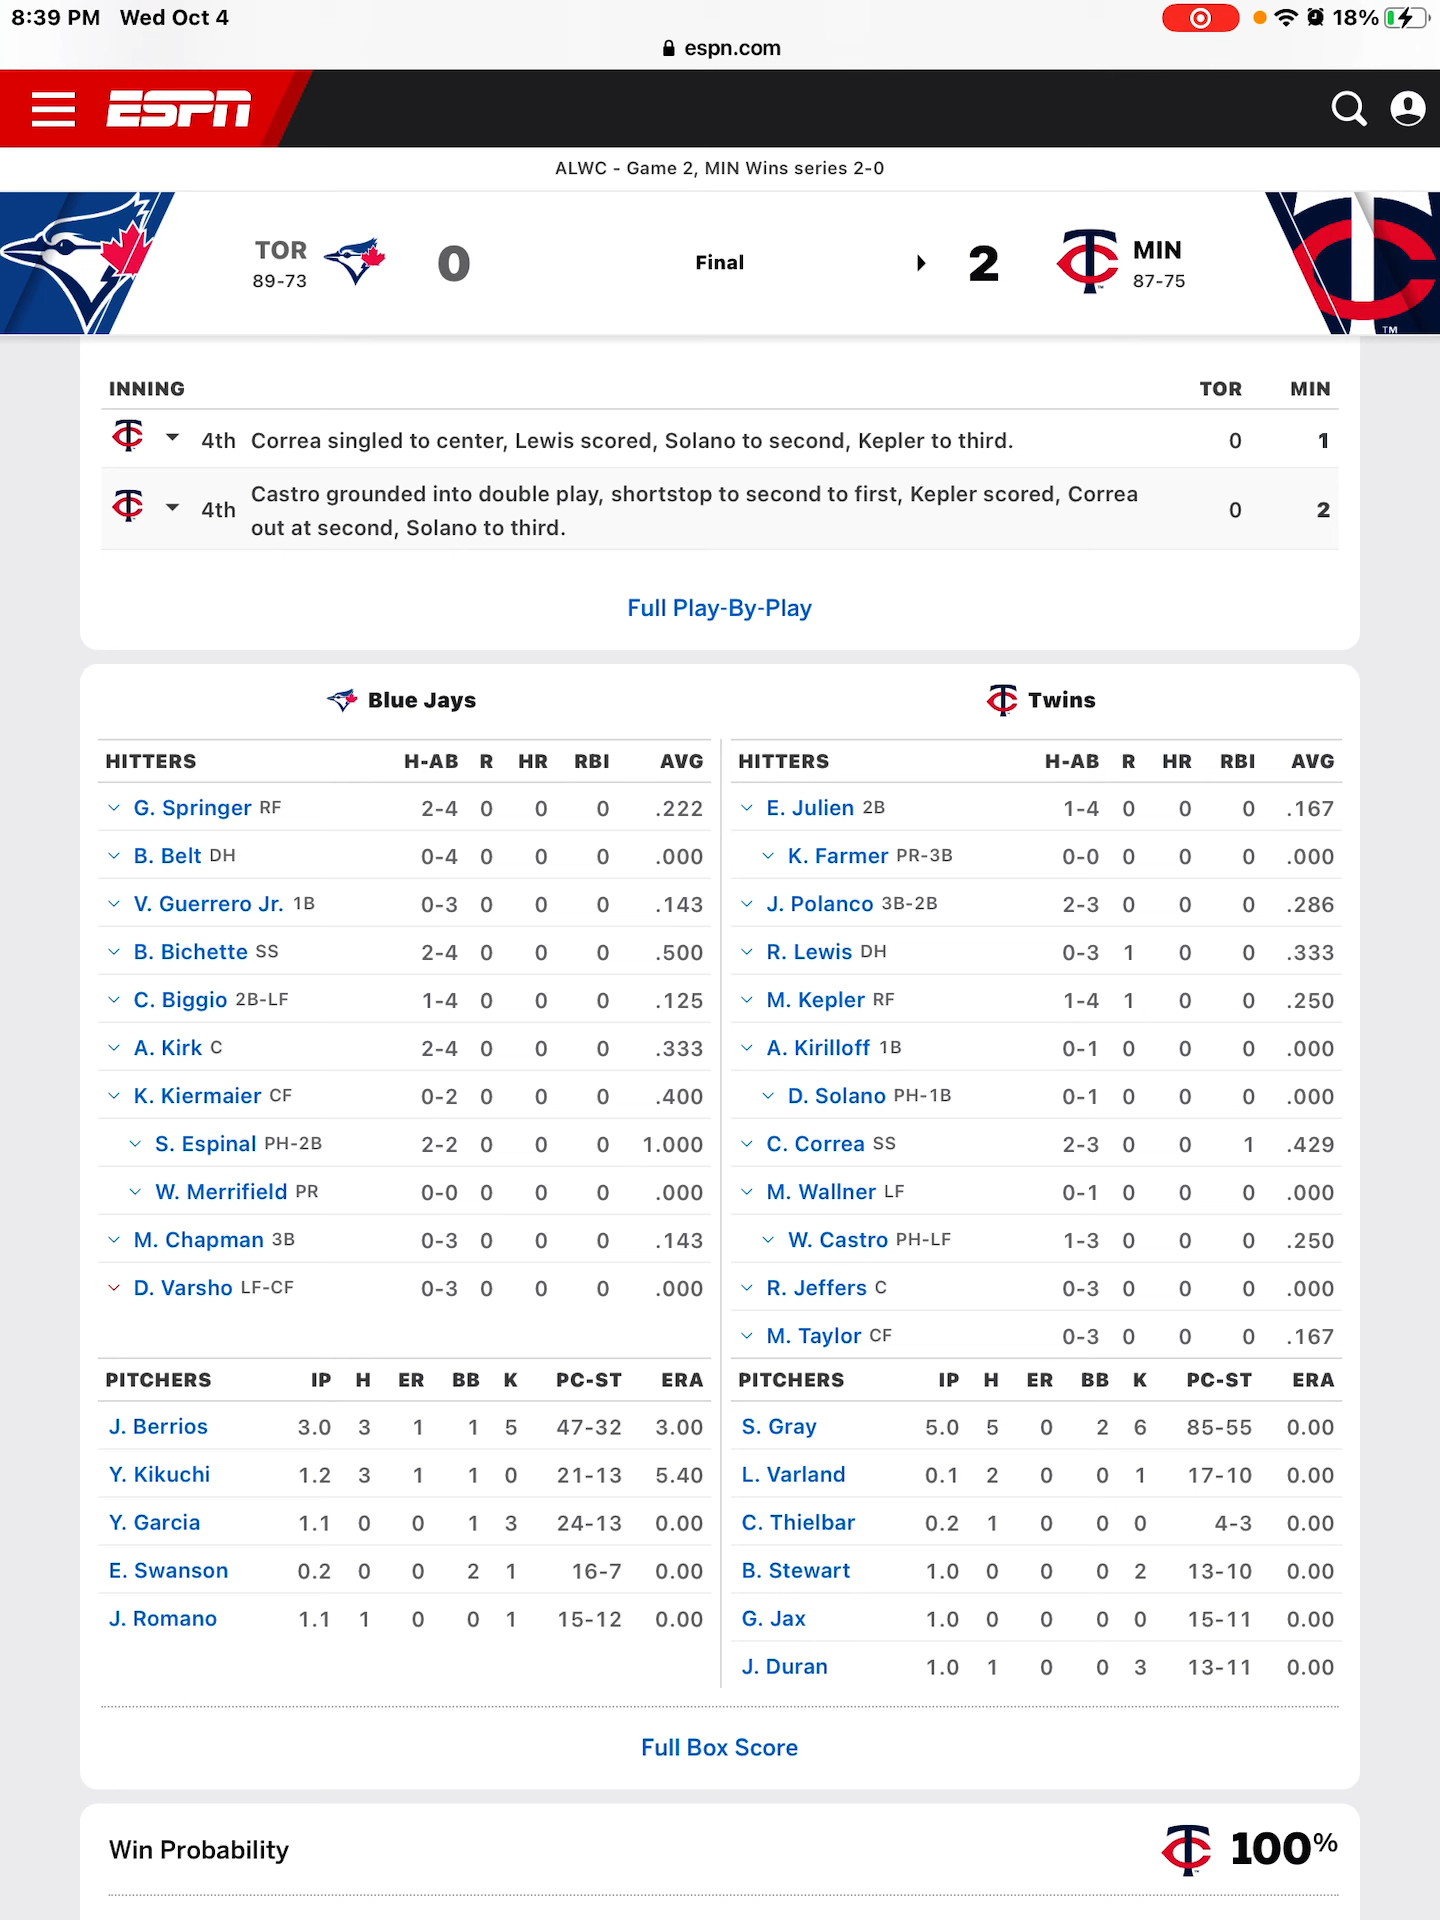 8:39 PM Wed Oct 4
18%
espn.com
ESPN
ALWC - Game 2, MIN Wins series 2-0
TOR 0 Final 2 MIN
89-73 87-75
TM
INNING TOR MIN
4th Correa singled to center, Lewis scored, Solano to second, Kepler to third. 0 1
4th Castro grounded into double play, shortstop to second to first, Kepler scored, Correa 0 2
out at second, Solano to third.
Full Play-By-Play
Blue Jays
HITTERS H-AB R HR RBI AVG
G. Springer RF 2-4 0 0 0 .222
B. Belt DH 0-4 0 0 0 .000
V. Guerrero Jr. 1B 0-3 0 0 0 .143
B. Bichette SS 2-4 0 0 0 .500
C. Biggio 2B-LF 1-4 0 0 0 .125
A. Kirk C 2-4 0 0 0 .333
K. Kiermaier CF 0-2 0 0 0 .400
S. Espinal PH-2B 2-2 0 0 0 1.000
W. Merrifield PR 0-0 0 0 0 .000
M. Chapman 3B 0-3 0 0 0 .143
D. Varsho LF-CF 0-3 0 0 0 .000
PITCHERS IP H ER BB K PC-ST ERA
J. Berrios 3.0 3 1 1 5 47-32 3.00
Y. Kikuchi 1.2 3 1 1 0 21-13 5.40
Y. Garcia 1.1 0 0 1 3 24-13 0.00
E. Swanson 0.2 0 0 2 1 16-7 0.00
J. Romano 1.1 1 0 0 1 15-12 0.00
Twins
HITTERS H-AB R HR RBI AVG
E. Julien 2B 1-4 0 0 0 .167
K. Farmer PR-3B 0-0 0 0 0 .000
J. Polanco 3B-2B 2-3 0 0 0 .286
R. Lewis DH 0-3 1 0 0 .333
M. Kepler RF 1-4 1 0 0 .250
A. Kirilloff 1B 0-1 0 0 0 .000
D. Solano PH-1B 0-1 0 0 0 .000
C. Correa SS 2-3 0 0 1 .429
M. Wallner LF 0-1 0 0 0 .000
W. Castro PH-LF 1-3 0 0 0 .250
R. Jeffers C 0-3 0 0 0 .000
M. Taylor CF 0-3 0 0 0 .167
PITCHERS IP H ER BB K PC-ST ERA
S. Gray 5.0 5 0 2 6 85-55 0.00
L. Varland 0.1 2 0 0 1 17-10 0.00
C. Thielbar 0.2 1 0 0 0 4-3 0.00
B. Stewart 1.0 0 0 0 2 13-10 0.00
G. Jax 1.0 0 0 0 0 15-11 0.00
J. Duran 1.0 1 0 0 3 13-11 0.00
Full Box Score
Win Probability 100%